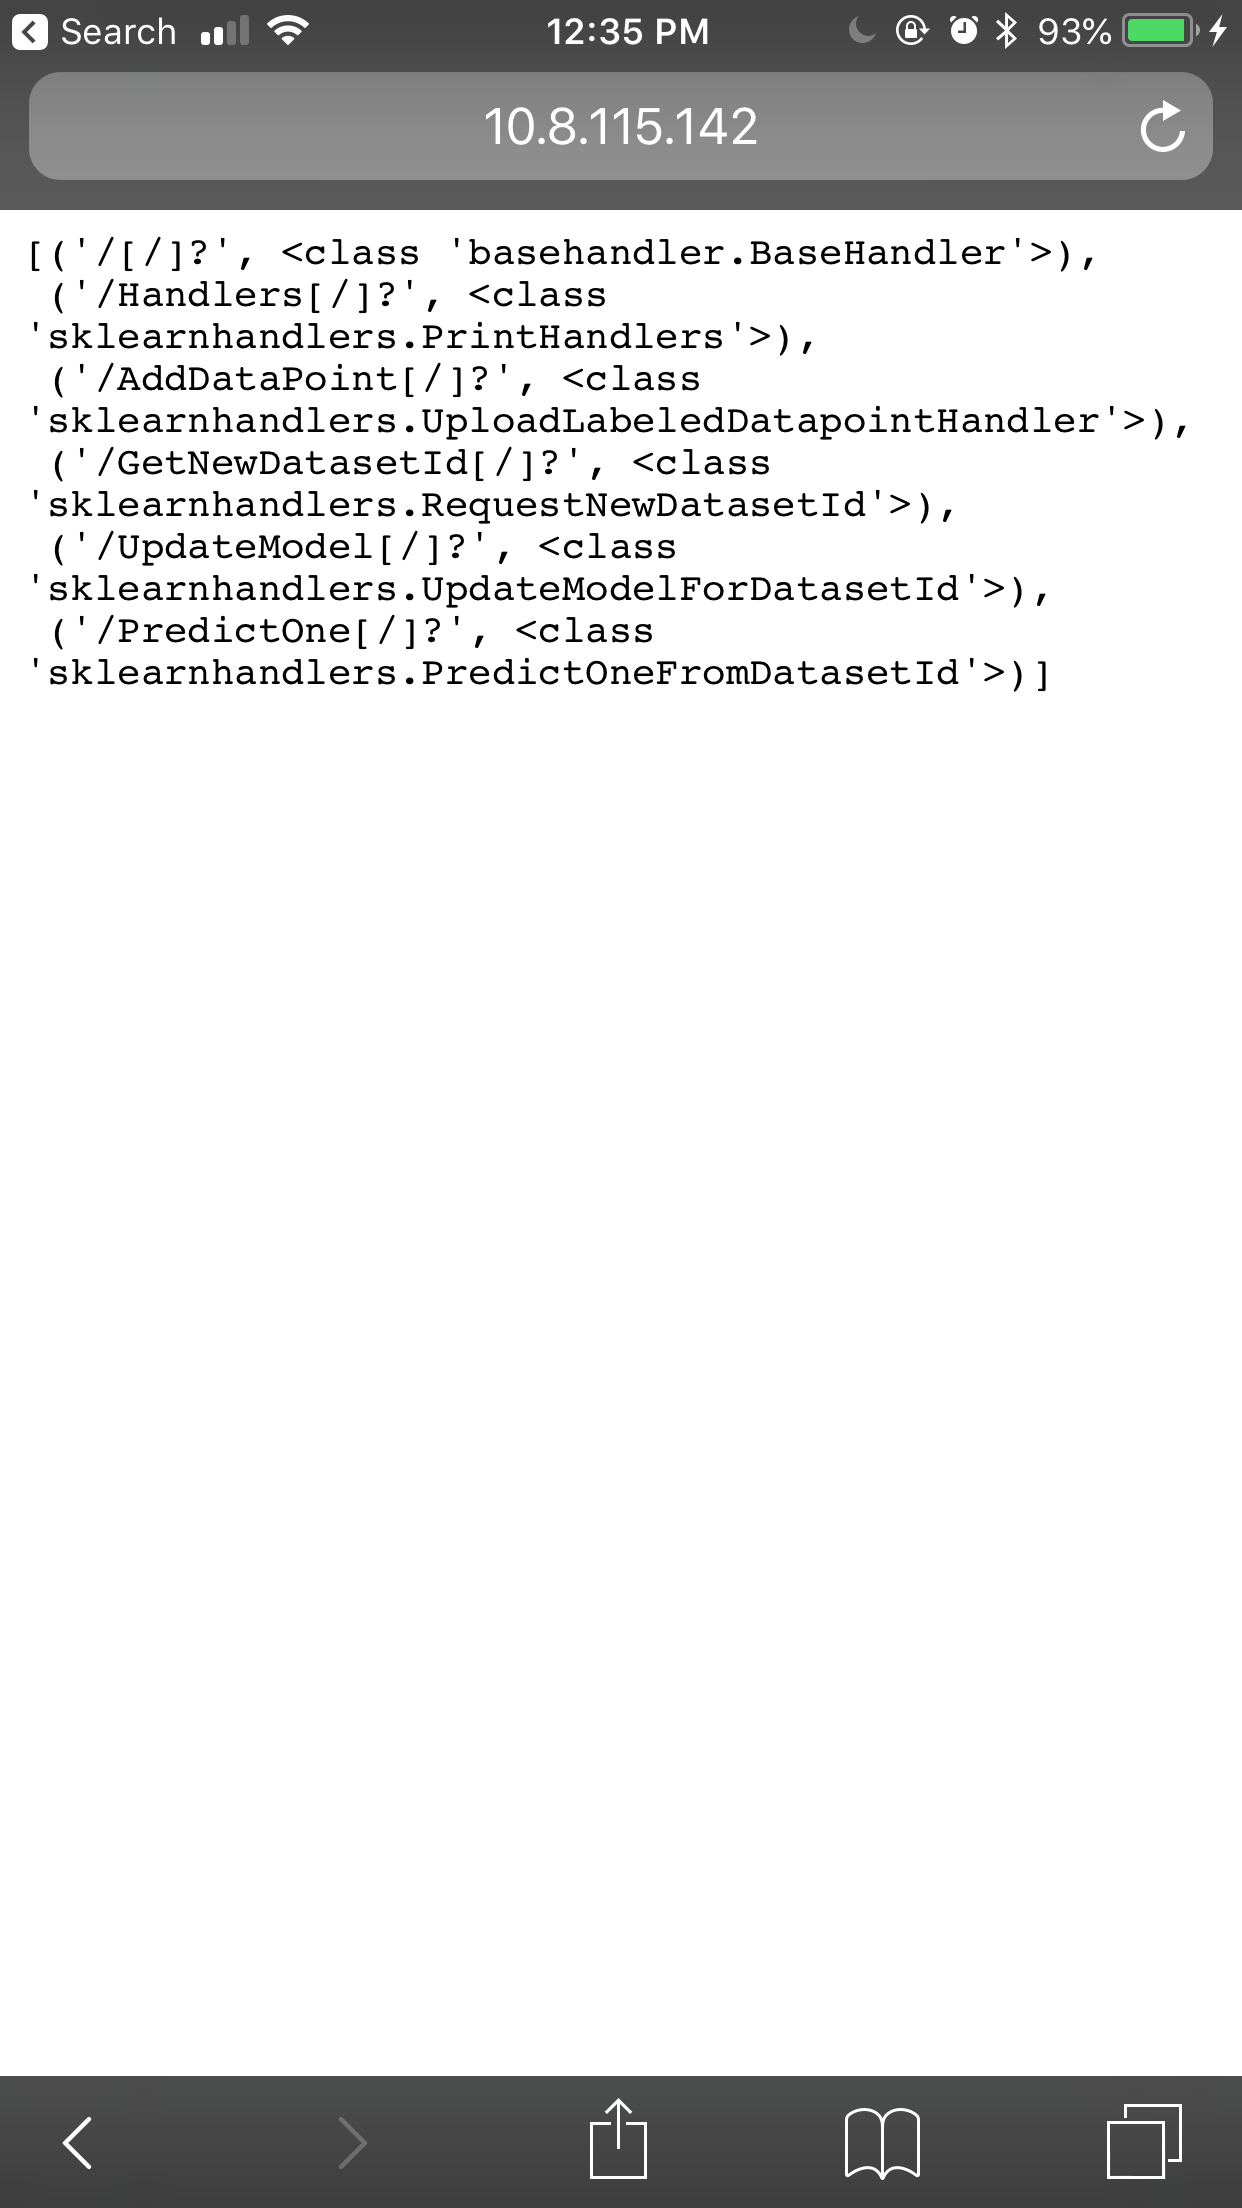 Search 12:35 PM 93%
10.8.115.142
[('/[/]?', <class 'basehandler.BaseHandler'>),
 ('/Handlers[/]?', <class
'sklearnhandlers.PrintHandlers'>),
 ('/AddDataPoint[/]?', <class
'sklearnhandlers.UploadLabeledDatapointHandler'>),
 ('/GetNewDatasetId[/]?', <class
'sklearnhandlers.RequestNewDatasetId'>),
 ('/UpdateModel[/]?', <class
'sklearnhandlers.UpdateModelForDatasetId'>),
 ('/PredictOne[/]?', <class
'sklearnhandlers.PredictOneFromDatasetId'>)]